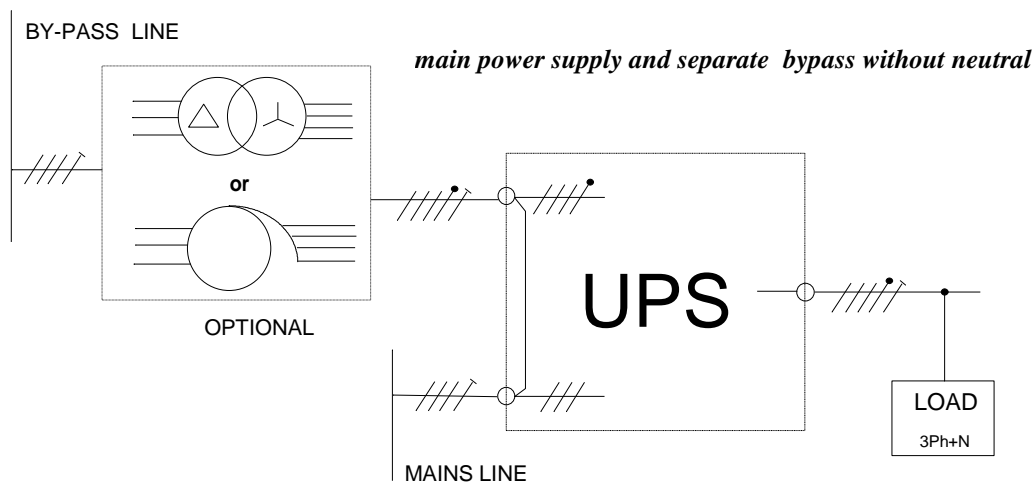 BY-PASS LINE
main power supply and separate bypass without neutral
or
OPTIONAL
UPS
LOAD
3Ph+N
MAINS LINE